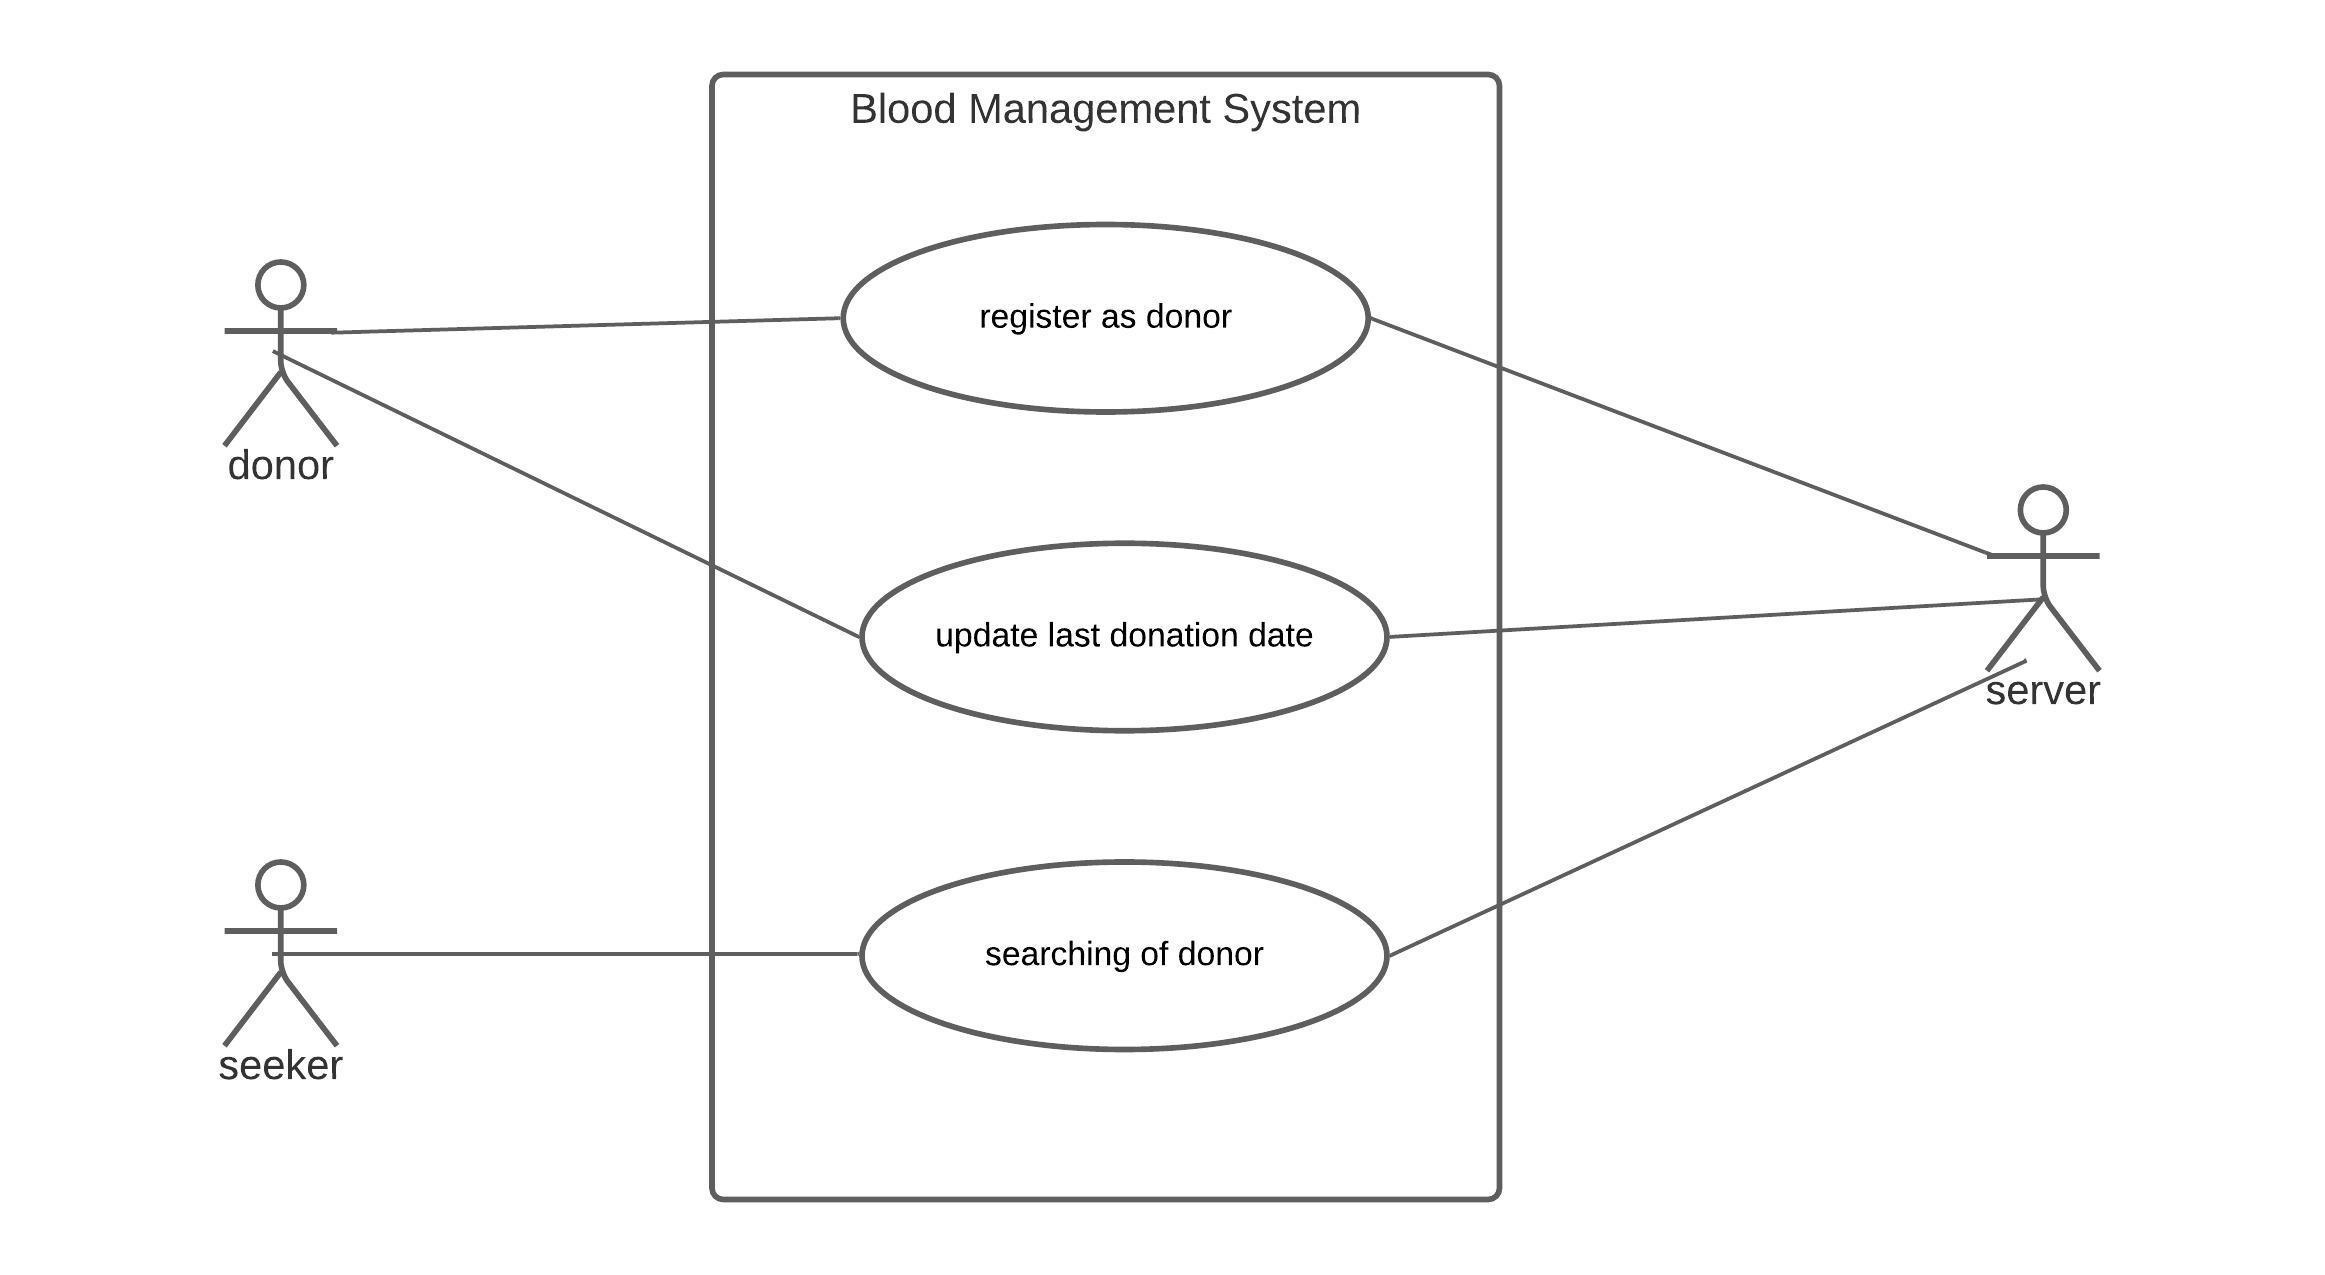 Blood Management System
register as donor
donor
update last donation date
server
searching of donor
seeker